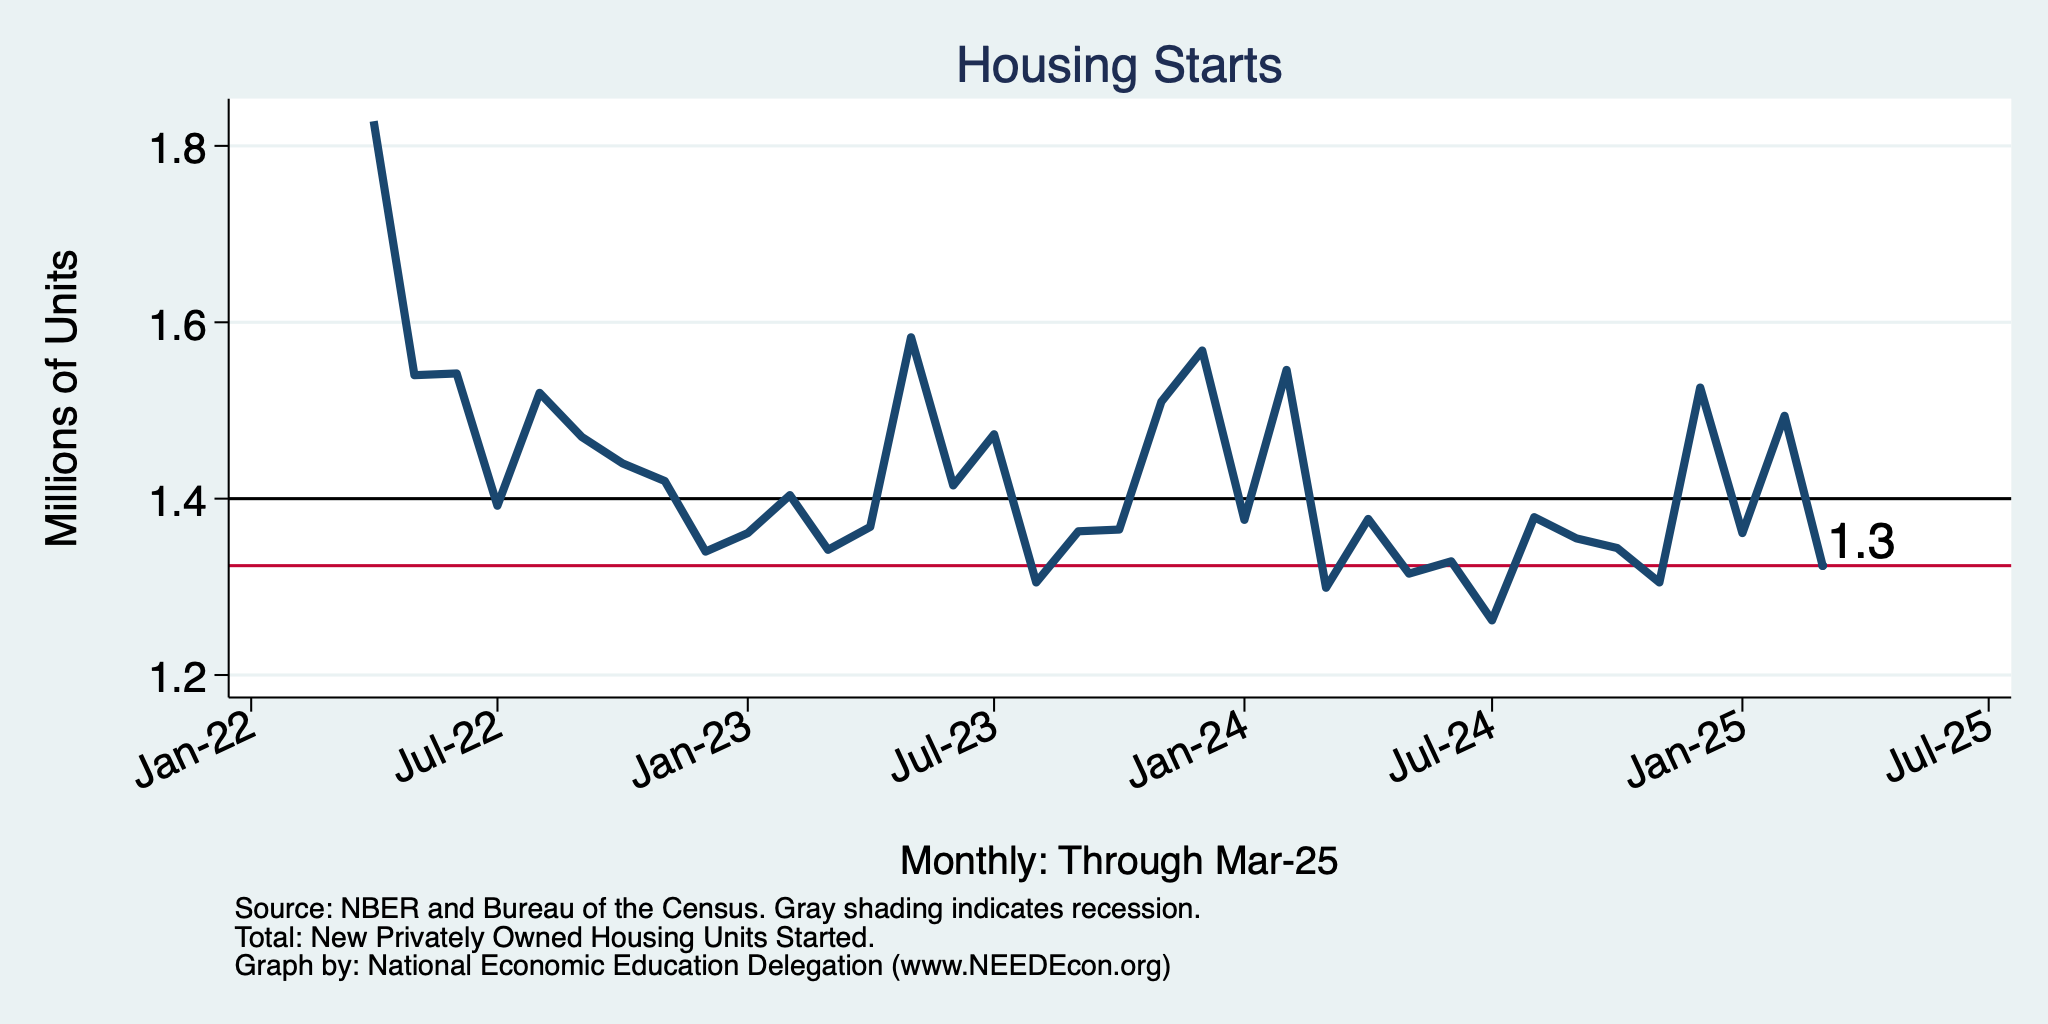 Housing Starts
Millions of Units
1.8
1.6
1.4
1.2
1.3
Jan-22
Jul-22
Jan-23
Jul-23
Jan-24
Jul-24
Jan-25
Jul-25
Monthly: Through Mar-25
Source: NBER and Bureau of the Census. Gray shading indicates recession.
Total: New Privately Owned Housing Units Started.
Graph by: National Economic Education Delegation (www.NEEDEcon.org)